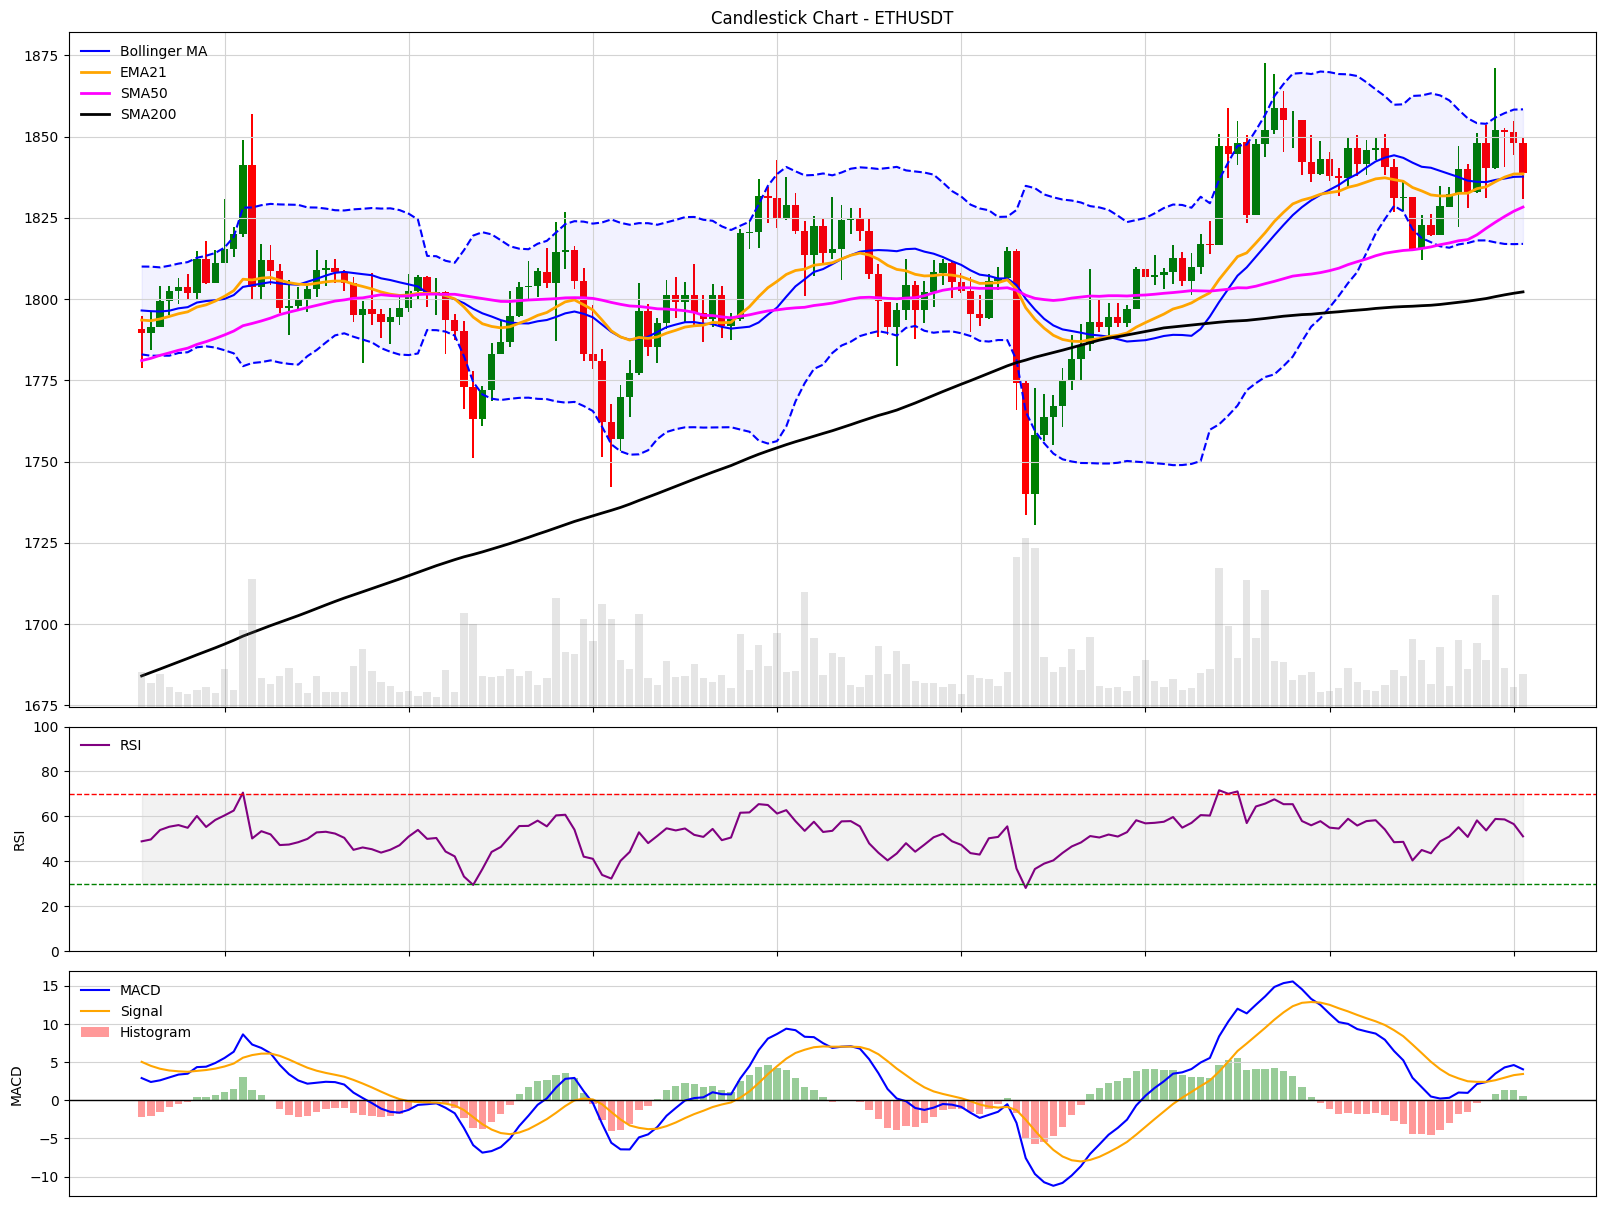 Candlestick Chart - ETHUSDT
1875
1850
1825
1800
1775
1750
1725
1700
1675
Bollinger MA
EMA21
SMA50
SMA200
RSI
100
80
60
40
20
0
RSI
MACD
15
10
5
0
−5
−10
MACD
Signal
Histogram